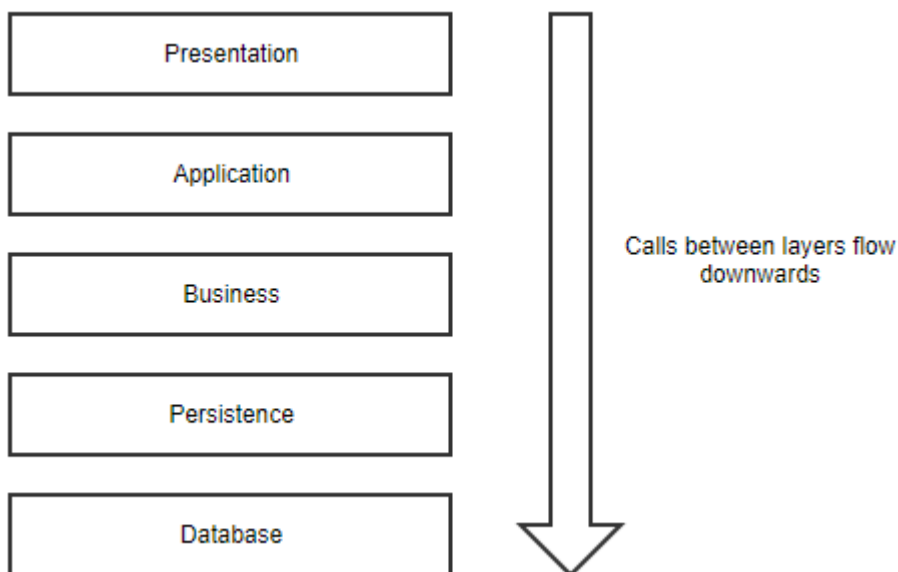 Presentation
Application
Calls between layers flow
downwards
Business
Persistence
Database